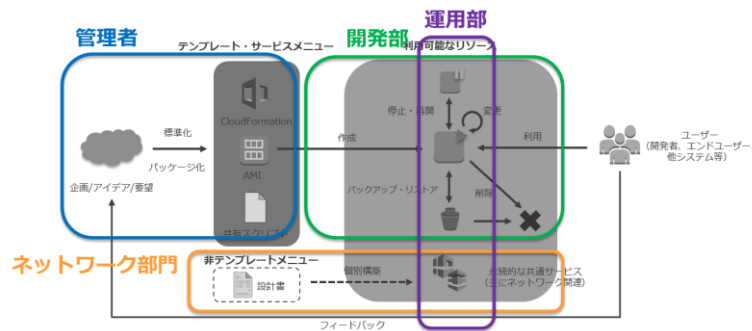 運用部
管理者
開発部
テンプレート・サービスメニュー
利用可能なリソース
CloudFormation
停止・再開
変更
標準化
作成
利用
ユーザー
（開発者、エンドユーザー、
他システム等）
パッケージ化
AMI
企画/アイデア/要望
バックアップ・リストア
削除
共有スクリプト
ネットワーク部門
非テンプレートメニュー
個別構築
永続的な共通サービス
（主にネットワーク関連）
設計書
フィードバック